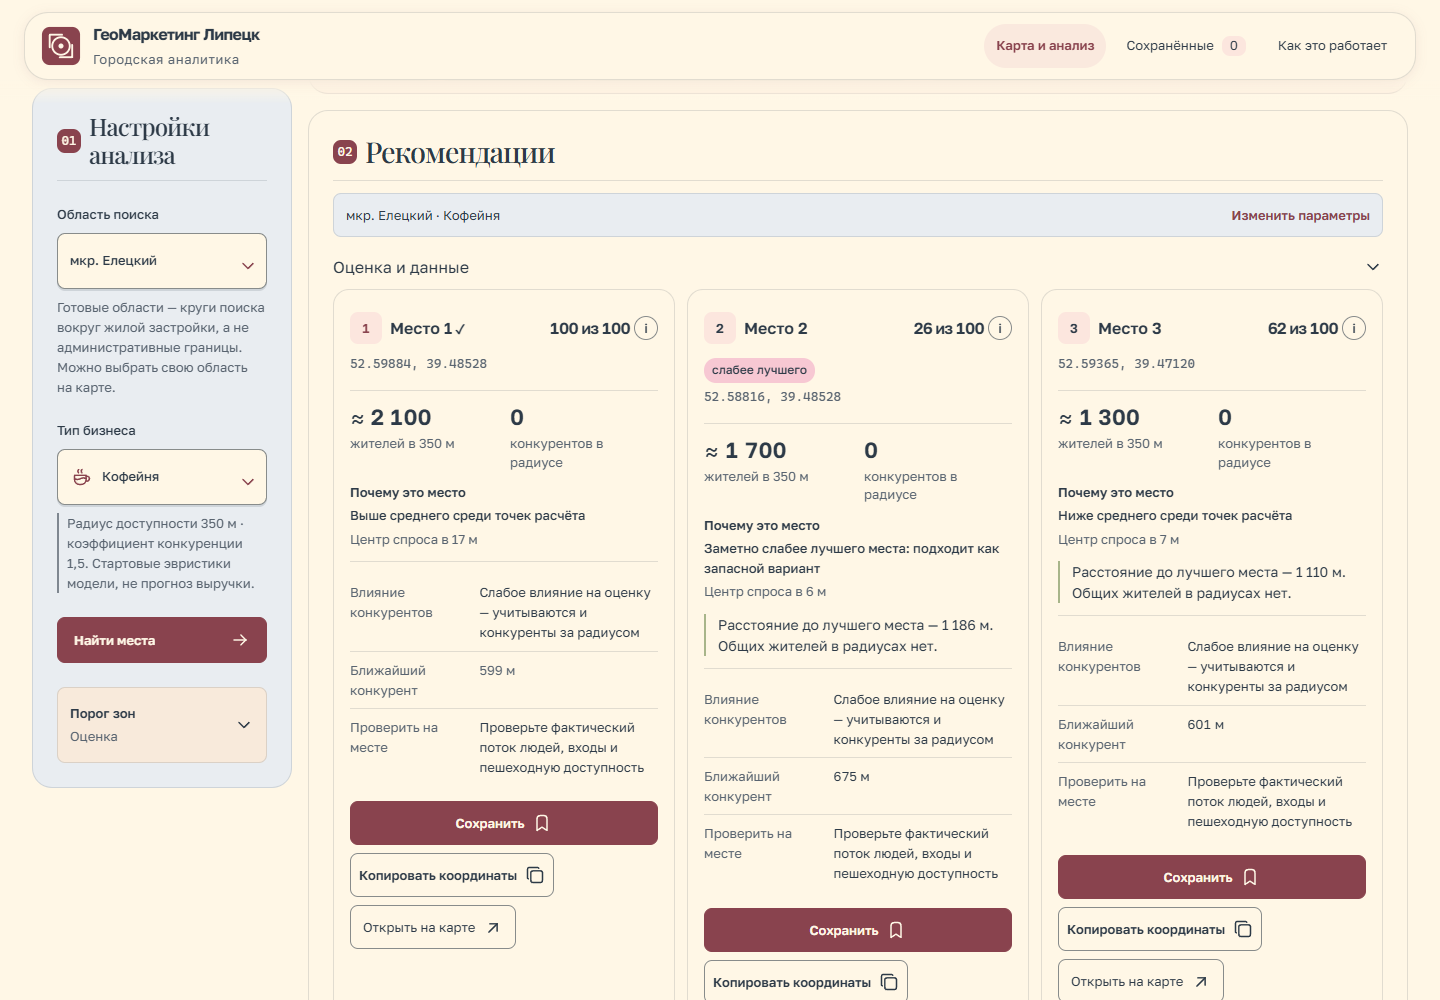 ГеоМаркетинг Липецк
Городская аналитика
Карта и анализ
Сохранённые 0
Как это работает
01 Настройки
анализа
Область поиска
мкр. Елецкий
Готовые области — круги поиска
вокруг жилой застройки, а не
административные границы.
Можно выбрать свою область
на карте.
Тип бизнеса
Кофейня
Радиус доступности 350 м ·
коэффициент конкуренции
1,5. Стартовые эвристики
модели, не прогноз выручки.
Найти места
Порог зон
Оценка
02 Рекомендации
мкр. Елецкий · Кофейня
Изменить параметры
Оценка и данные
1 Место 1 ✓ 100 из 100 i
52.59884, 39.48528
≈ 2 100
жителей в 350 м
0
конкурентов в
радиусе
Почему это место
Выше среднего среди точек расчёта
Центр спроса в 17 м
Влияние
конкурентов
Слабое влияние на оценку
— учитываются и
конкуренты за радиусом
Ближайший
конкурент
599 м
Проверить на
месте
Проверьте фактический
поток людей, входы и
пешеходную доступность
Сохранить
Копировать координаты
Открыть на карте
2 Место 2 26 из 100 i
слабее лучшего
52.58816, 39.48528
≈ 1 700
жителей в 350 м
0
конкурентов в
радиусе
Почему это место
Заметно слабее лучшего места: подходит как
запасной вариант
Центр спроса в 6 м
Расстояние до лучшего места — 1 186 м.
Общих жителей в радиусах нет.
Влияние
конкурентов
Слабое влияние на оценку
— учитываются и
конкуренты за радиусом
Ближайший
конкурент
675 м
Проверить на
месте
Проверьте фактический
поток людей, входы и
пешеходную доступность
Сохранить
Копировать координаты
3 Место 3 62 из 100 i
52.59365, 39.47120
≈ 1 300
жителей в 350 м
0
конкурентов в
радиусе
Почему это место
Ниже среднего среди точек расчёта
Центр спроса в 7 м
Расстояние до лучшего места — 1 110 м.
Общих жителей в радиусах нет.
Влияние
конкурентов
Слабое влияние на оценку
— учитываются и
конкуренты за радиусом
Ближайший
конкурент
601 м
Проверить на
месте
Проверьте фактический
поток людей, входы и
пешеходную доступность
Сохранить
Копировать координаты
Открыть на карте